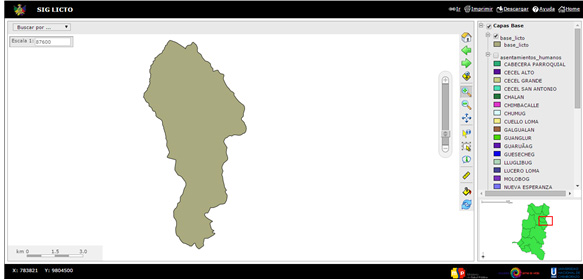 SIG LICTO
Ir Imprimir Descargar Ayuda Home
Buscar por ...
Escala 1: 87600
Capas Base
base_licto
base_licto
asentamientos_humanos
CABECERA PARROQUIAL
CECEL ALTO
CECEL GRANDE
CECEL SAN ANTONIO
CHALAN
CHIMBACALLE
CHUMUG
CUELLO LOMA
GALGUALAN
GUANGLUR
GUARUÑAG
GUESECHEG
LLUGLIBUG
LUCERO LOMA
MOLOBOG
NUEVA ESPERANZA
km 0 1.5 3.0
X: 783821 Y: 9804500